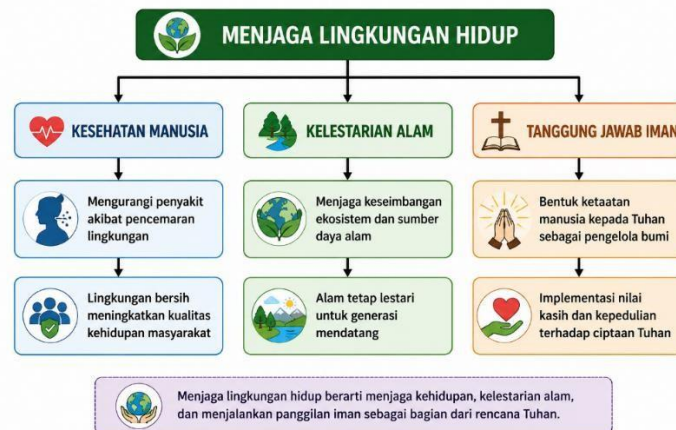 MENJAGA LINGKUNGAN HIDUP
KESEHATAN MANUSIA
Mengurangi penyakit
akibat pencemaran
lingkungan
Lingkungan bersih
meningkatkan kualitas
kehidupan masyarakat
KELESTARIAN ALAM
Menjaga keseimbangan
ekosistem dan sumber
daya alam
Alam tetap lestari
untuk generasi
mendatang
TANGGUNG JAWAB IMAN
Bentuk ketaatan
manusia kepada Tuhan
sebagai pengelola bumi
Implementasi nilai
kasih dan kepedulian
terhadap ciptaan Tuhan
Menjaga lingkungan hidup berarti menjaga kehidupan, kelestarian alam,
dan menjalankan panggilan iman sebagai bagian dari rencana Tuhan.